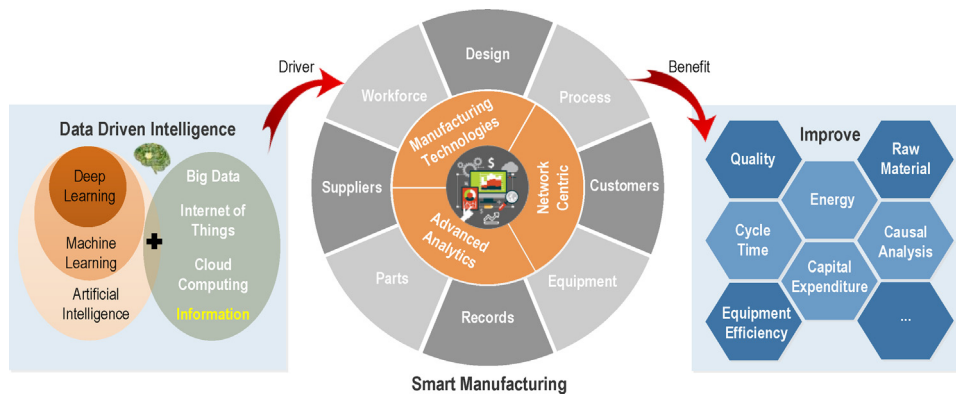 Data Driven Intelligence
Deep
Learning
Machine
Learning
Artificial
Intelligence
+
Big Data
Internet of
Things
Cloud
Computing
Information
Driver
Design
Process
Customers
Equipment
Records
Parts
Suppliers
Workforce
Manufacturing
Technologies
Network
Centric
Advanced
Analytics
$
Smart Manufacturing
Benefit
Improve
Quality
Raw
Material
Energy
Cycle
Time
Causal
Analysis
Capital
Expenditure
Equipment
Efficiency
...